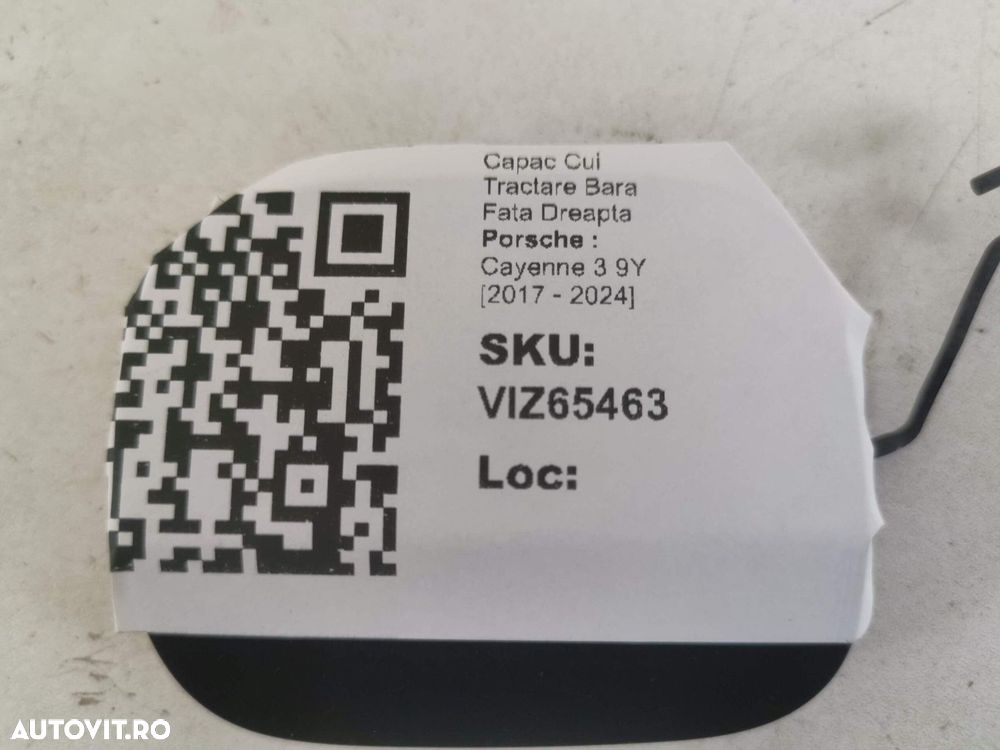 Capac Cui
Tractare Bara
Fata Dreapta
Porsche :
Cayenne 3 9Y
[2017 - 2024]
SKU:
VIZ65463
Loc:
AUTOVIT.RO